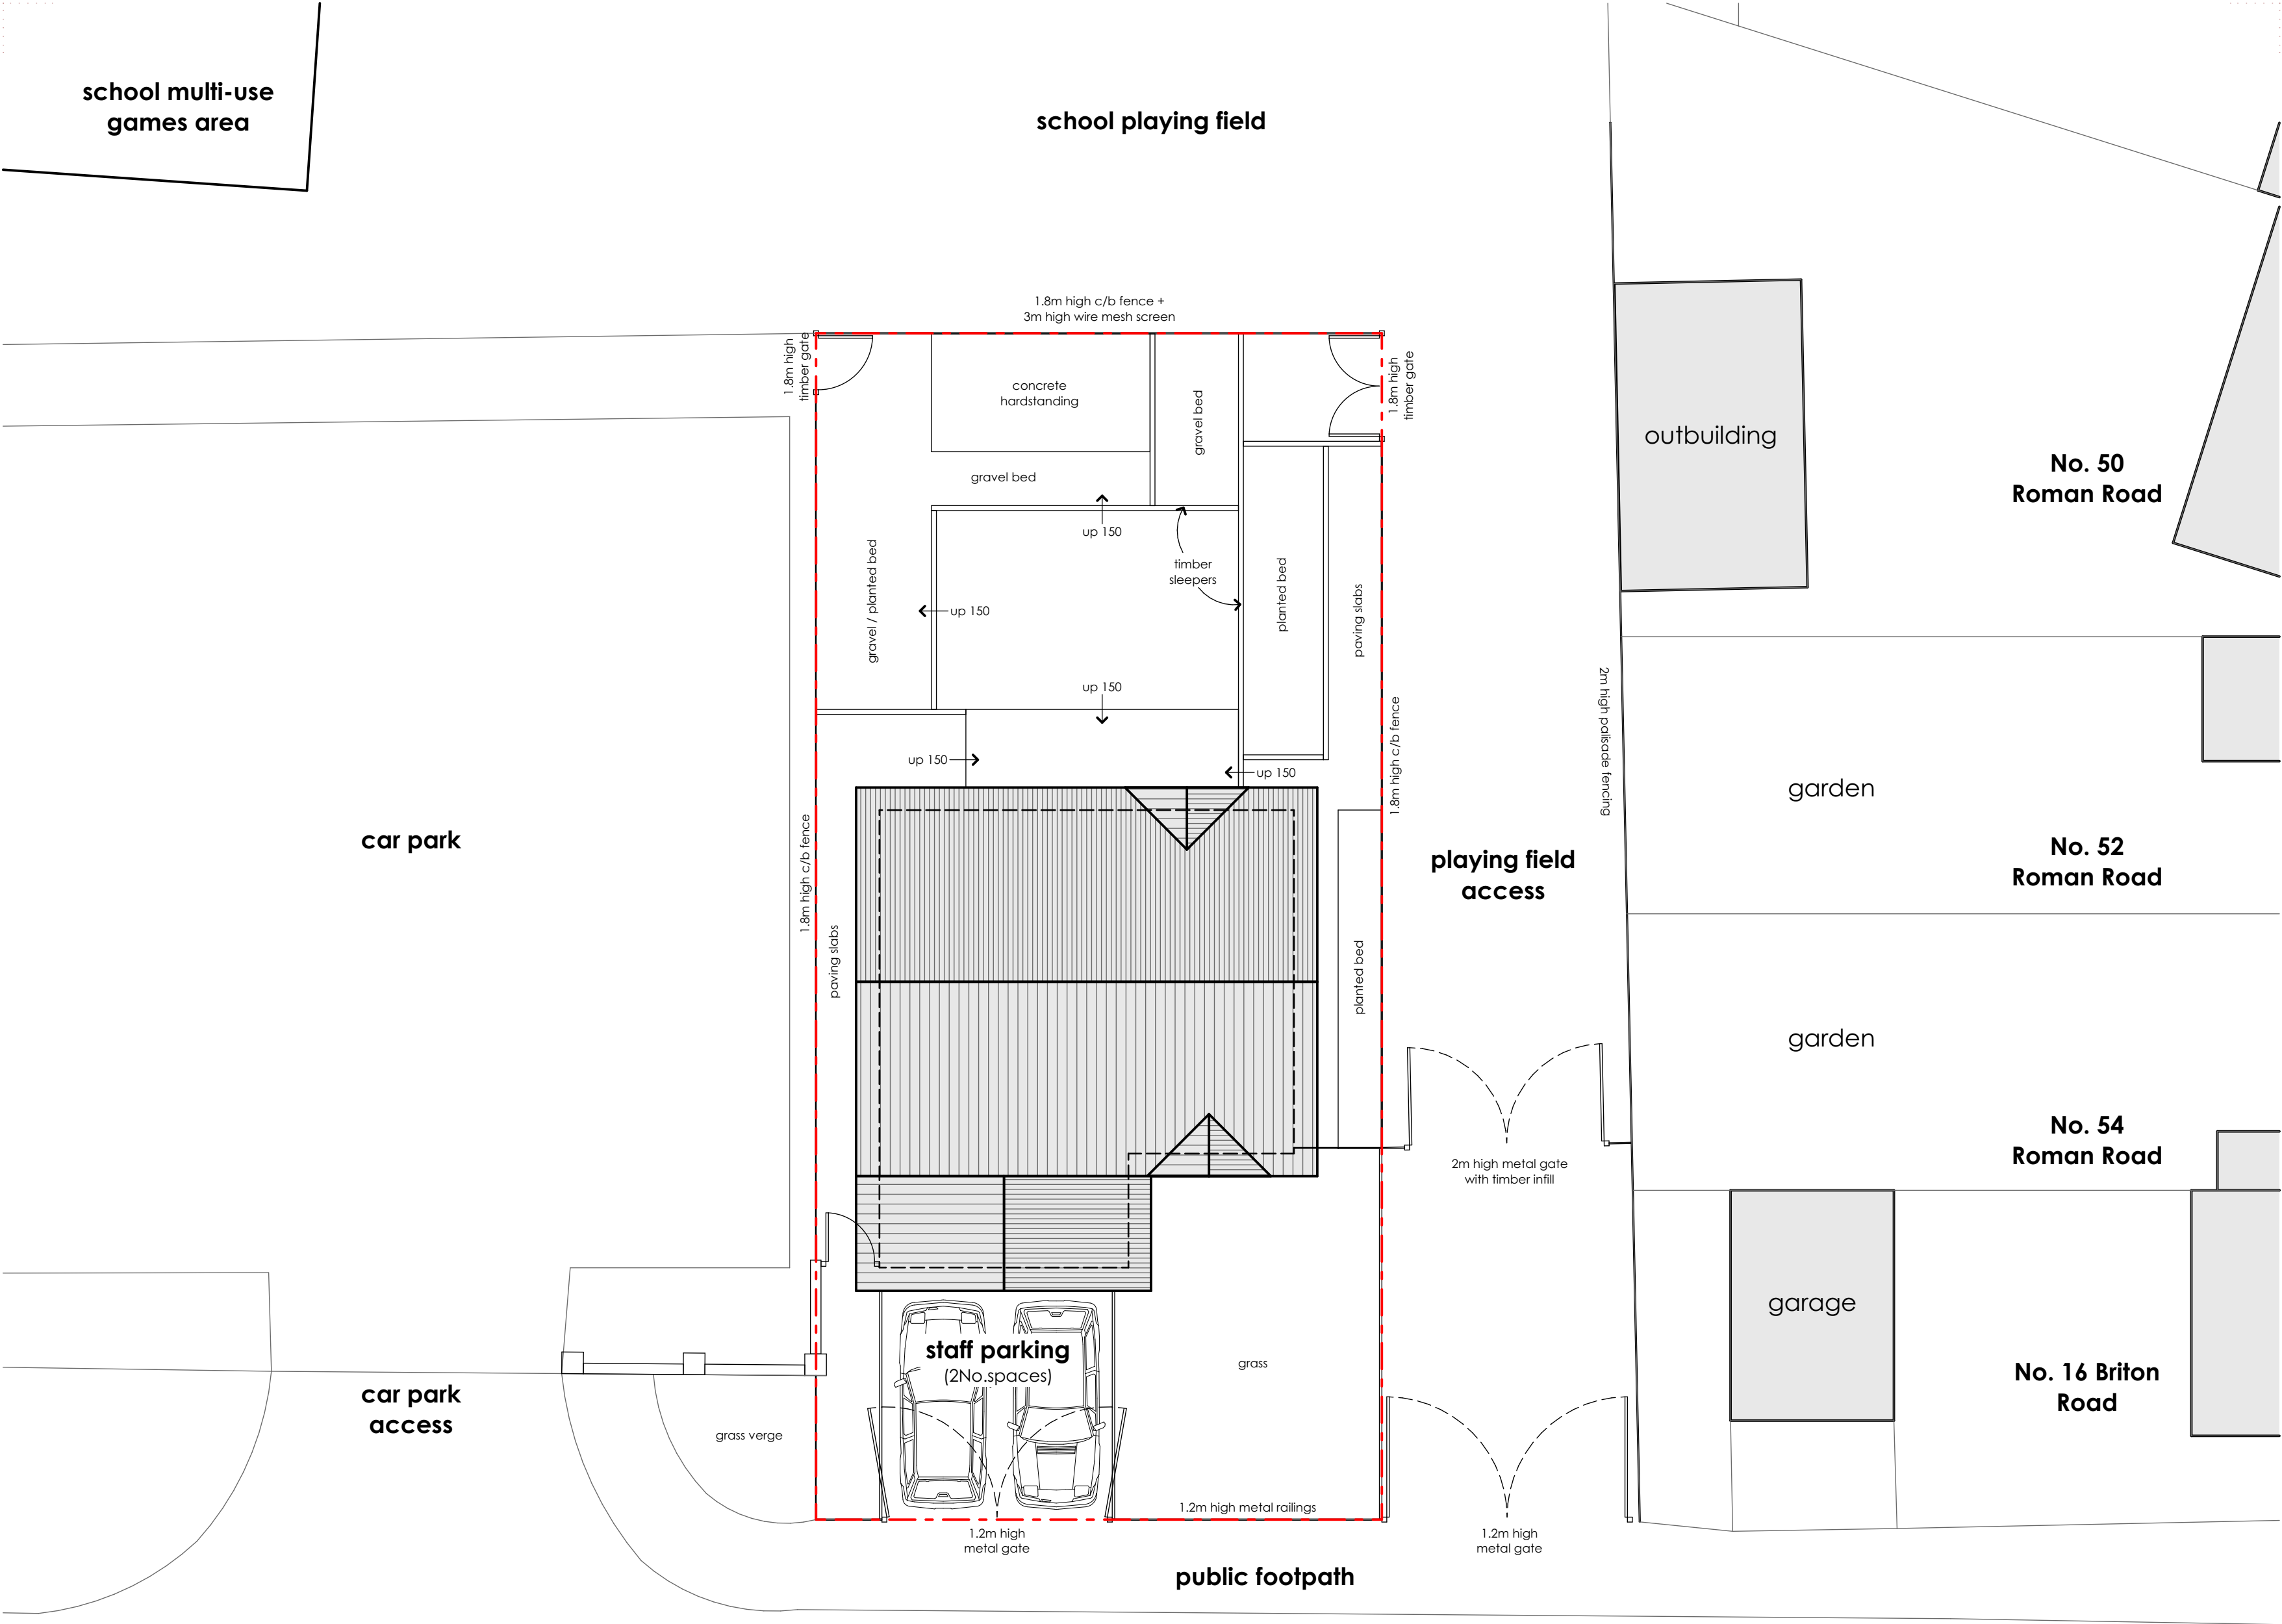 school multi-use
games area
school playing field
1.8m high c/b fence +
3m high wire mesh screen
1.8m high
timber gate
concrete
hardstanding
gravel bed
1.8m high
timber gate
outbuilding
No. 50
Roman Road
gravel bed
up 150
timber
sleepers
gravel / planted bed
up 150
planted bed
paving slabs
up 150
up 150
up 150
1.8m high c/b fence
2m high palisade fencing
garden
car park
1.8m high c/b fence
playing field
access
No. 52
Roman Road
paving slabs
planted bed
garden
No. 54
Roman Road
2m high metal gate
with timber infill
garage
staff parking
(2No.spaces)
grass
No. 16 Briton
Road
car park
access
grass verge
1.2m high metal railings
1.2m high
metal gate
1.2m high
metal gate
public footpath